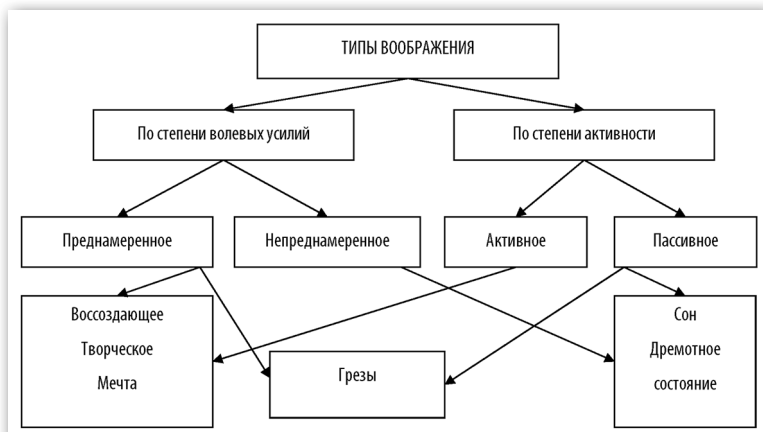 ТИПЫ ВООБРАЖЕНИЯ
По степени волевых усилий
По степени активности
Преднамеренное
Непреднамеренное
Активное
Пассивное
Воссоздающее
Творческое
Мечта
Грезы
Сон
Дремотное
состояние